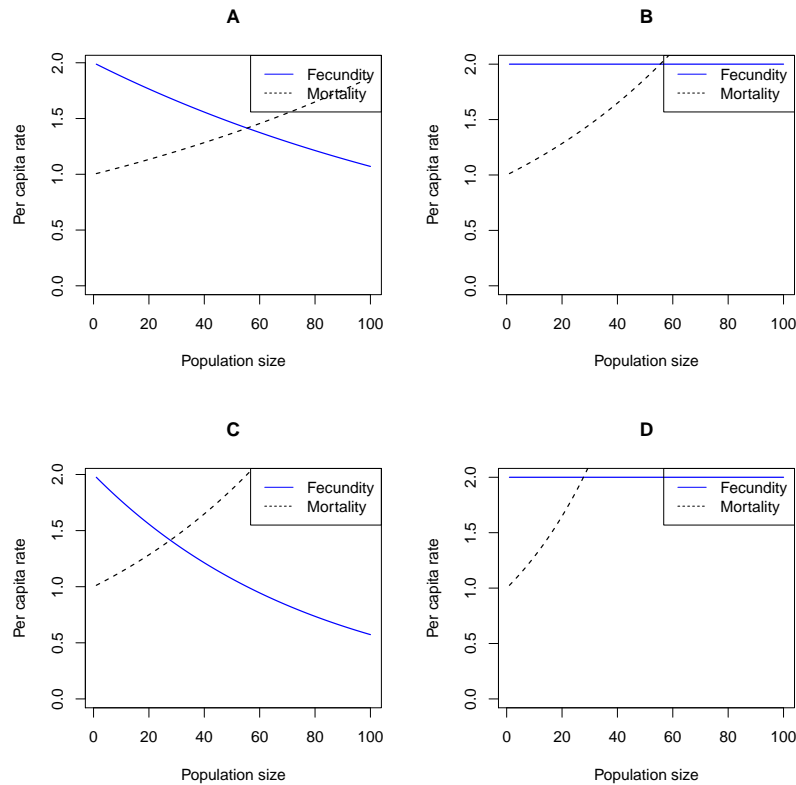 A
Per capita rate
0.0 0.5 1.0 1.5 2.0
Fecundity
Mortality
0 20 40 60 80 100
Population size
B
Per capita rate
0.0 0.5 1.0 1.5 2.0
Fecundity
Mortality
0 20 40 60 80 100
Population size
C
Per capita rate
0.0 0.5 1.0 1.5 2.0
Fecundity
Mortality
0 20 40 60 80 100
Population size
D
Per capita rate
0.0 0.5 1.0 1.5 2.0
Fecundity
Mortality
0 20 40 60 80 100
Population size